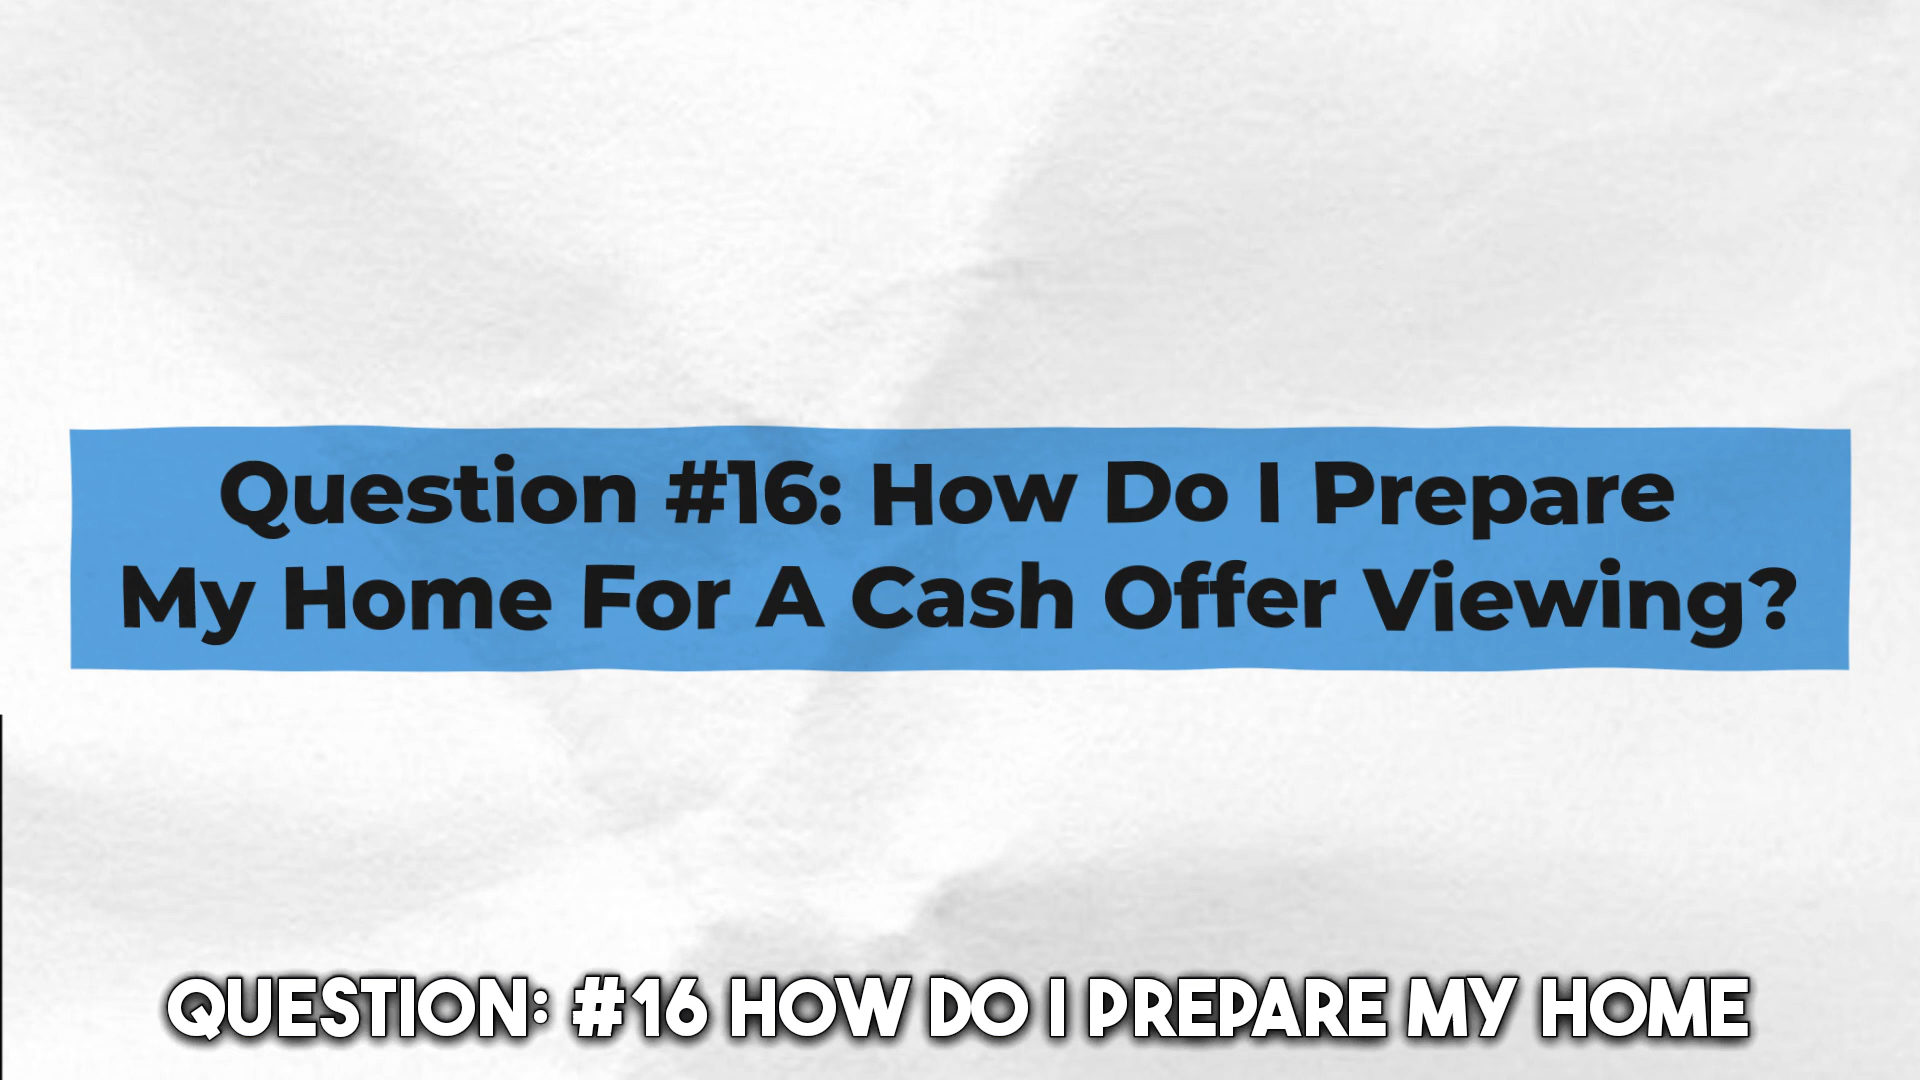 Question #16: How Do I Prepare
My Home For A Cash Offer Viewing?
QUESTION: #16 HOW DO I PREPARE MY HOME